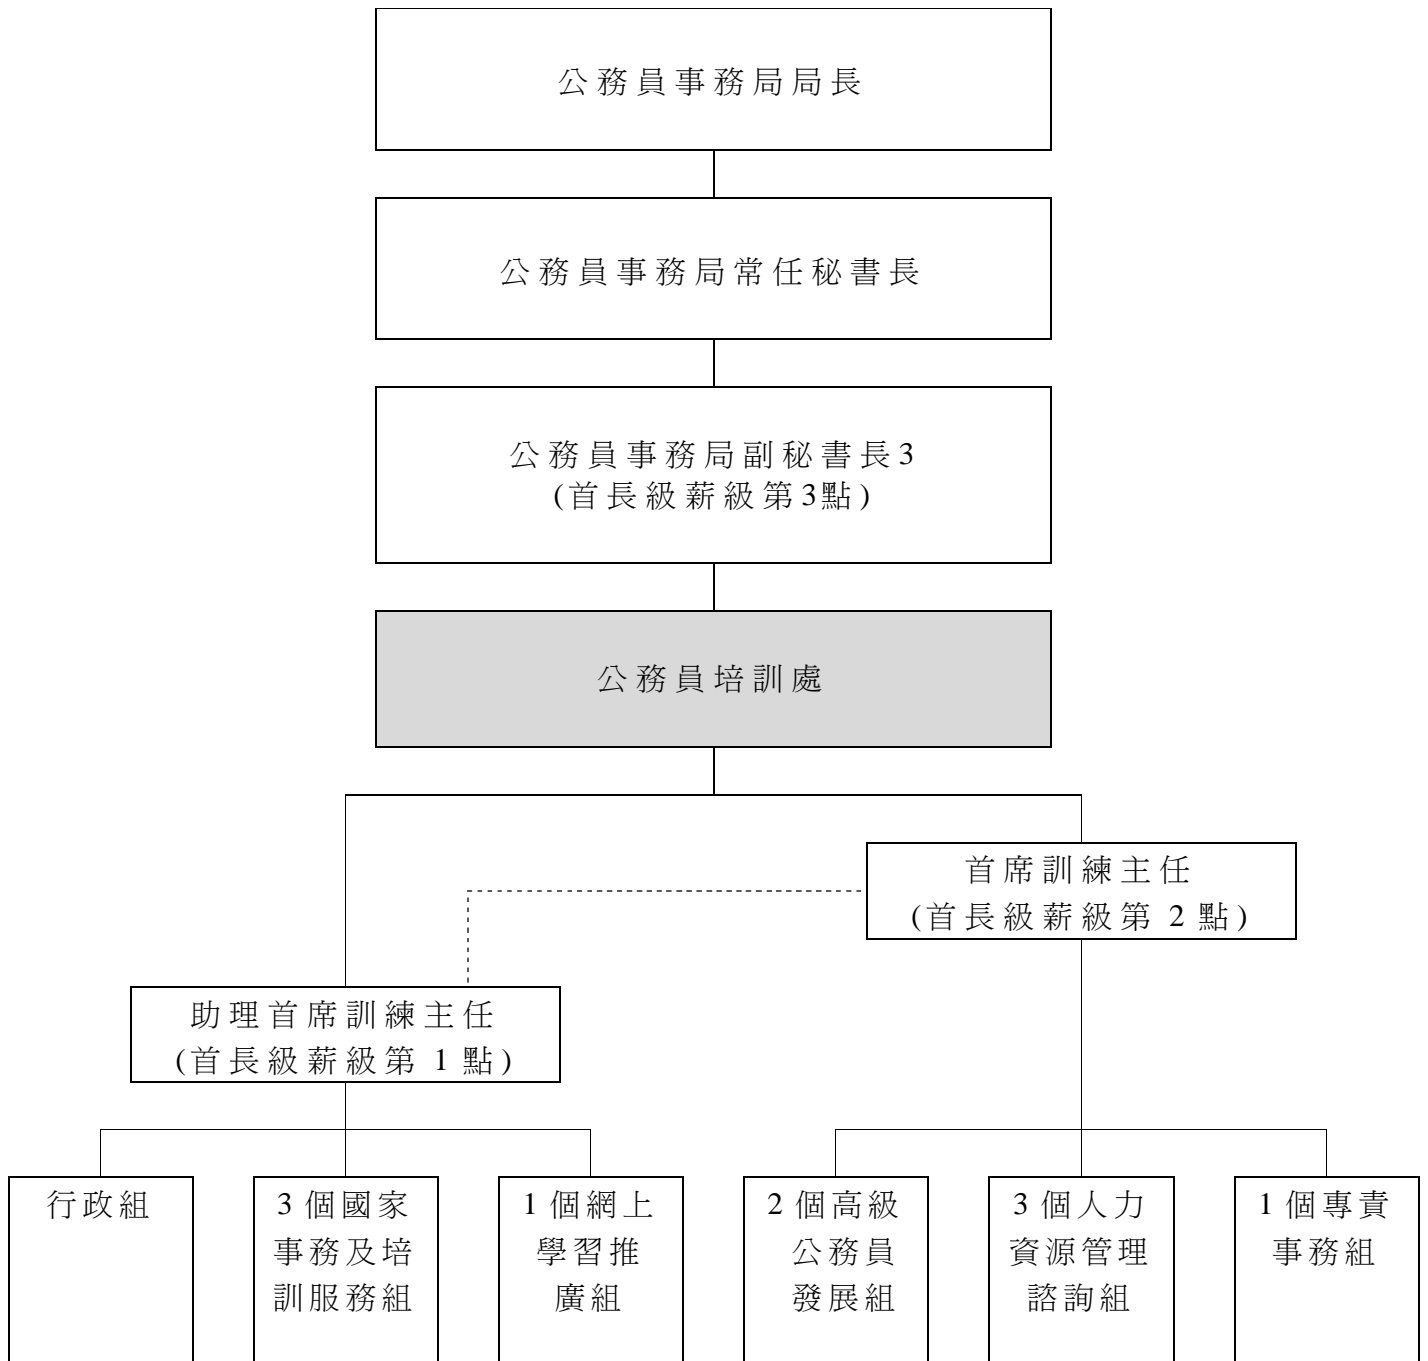 公務員事務局局長
公務員事務局常任秘書長
公務員事務局副秘書長3
(首長級薪級第3點)
公務員培訓處
首席訓練主任
(首長級薪級第 2 點)
助理首席訓練主任
(首長級薪級第 1 點)
行政組
3 個國家
事務及培
訓服務組
1 個網上
學習推
廣組
2 個高級
公務員
發展組
3 個人力
資源管理
諮詢組
1 個專責
事務組